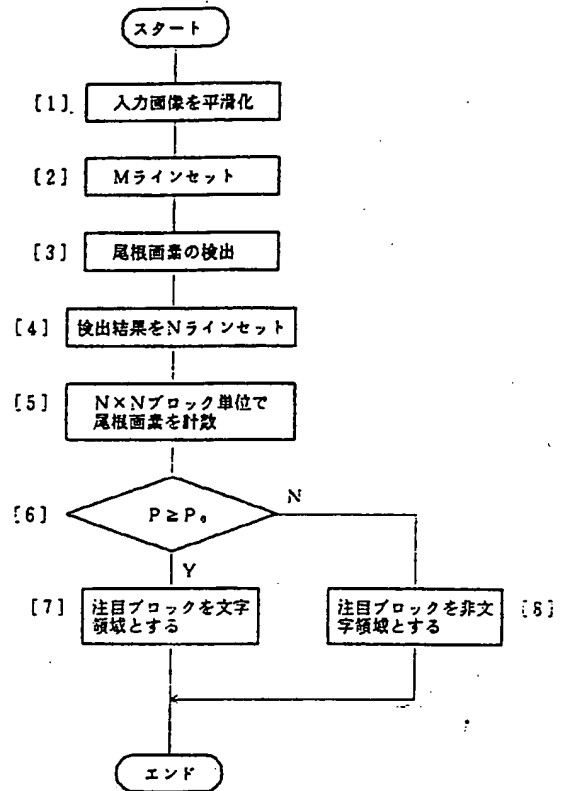 スタート
[1] 入力画像を平滑化
[2] Mラインセット
[3] 尾根画素の検出
[4] 検出結果をNラインセット
[5] N×Nブロック単位で
尾根画素を計数
[6] P≧P₀ N
Y
[7] 注目ブロックを文字
領域とする
注目ブロックを非文 [8]
字領域とする
エンド